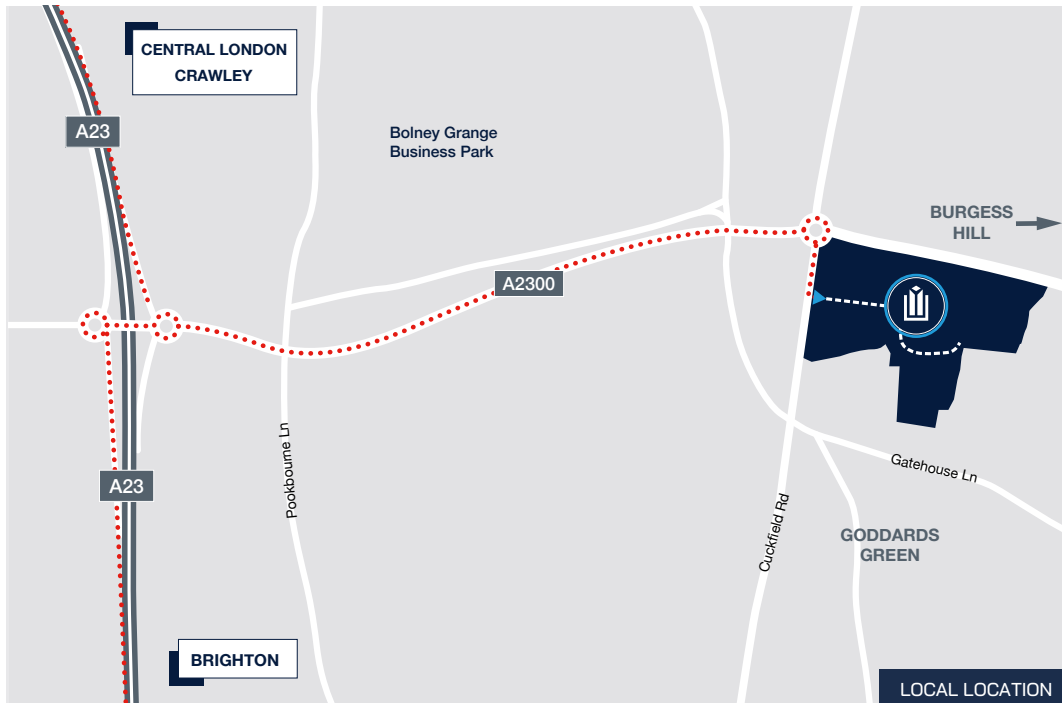 CENTRAL LONDON
CRAWLEY
A23
Bolney Grange
Business Park
BURGESS
HILL
A2300
Pookbourne Ln
A23
Gatehouse Ln
Cuckfield Rd
GODDARDS
GREEN
BRIGHTON
LOCAL LOCATION